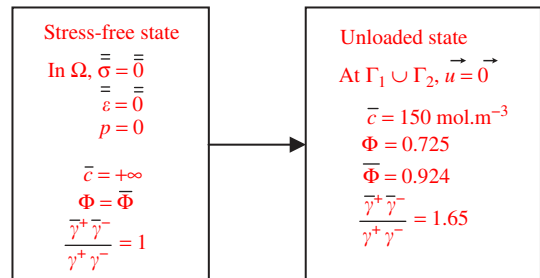 Stress-free state
In Ω, σ̿ = 0̿
ε̿ = 0̿
p = 0
c̅ = +∞
Φ = Φ̅
γ̅⁺ γ̅⁻ / γ⁺ γ⁻ = 1
Unloaded state
At Γ₁ ∪ Γ₂, u⃗ = 0⃗
c̅ = 150 mol.m⁻³
Φ = 0.725
Φ̅ = 0.924
γ̅⁺ γ̅⁻ / γ⁺ γ⁻ = 1.65